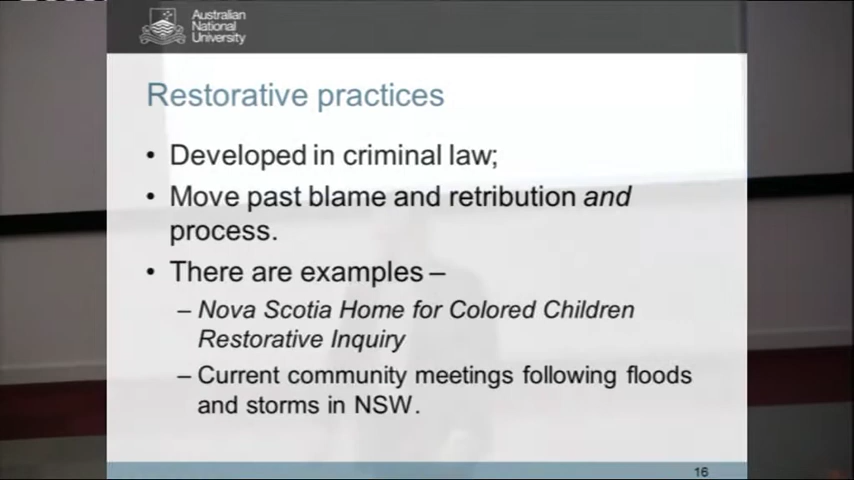 Australian
National
University
Restorative practices
• Developed in criminal law;
• Move past blame and retribution and
process.
• There are examples –
– Nova Scotia Home for Colored Children
Restorative Inquiry
– Current community meetings following floods
and storms in NSW.
16